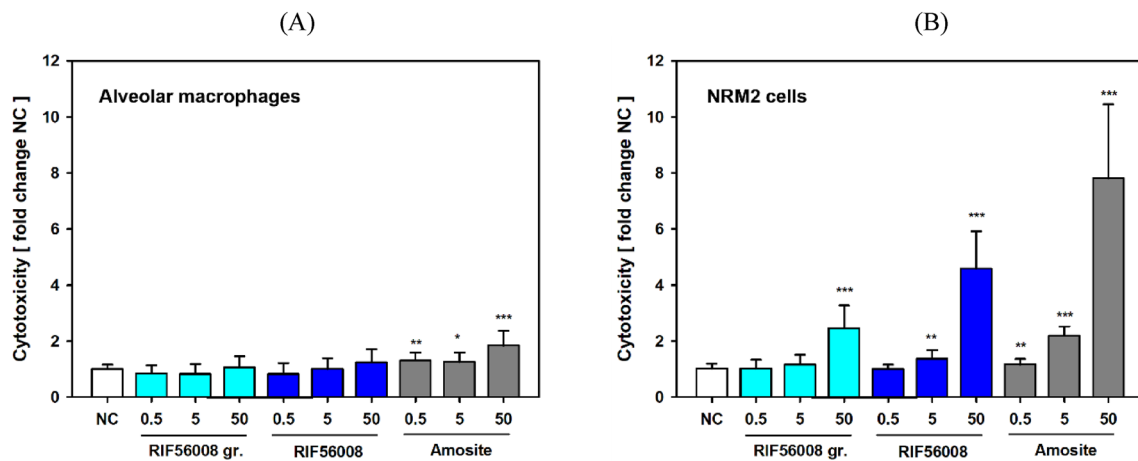 (A)
Cytotoxicity [ fold change NC ]
12
10
8
6
4
2
0
Alveolar macrophages
** * ***
NC 0.5 5 50 0.5 5 50 0.5 5 50
RIF56008 gr. RIF56008 Amosite
(B)
Cytotoxicity [ fold change NC ]
12
10
8
6
4
2
0
NRM2 cells
*** ** *** ** *** ***
NC 0.5 5 50 0.5 5 50 0.5 5 50
RIF56008 gr. RIF56008 Amosite